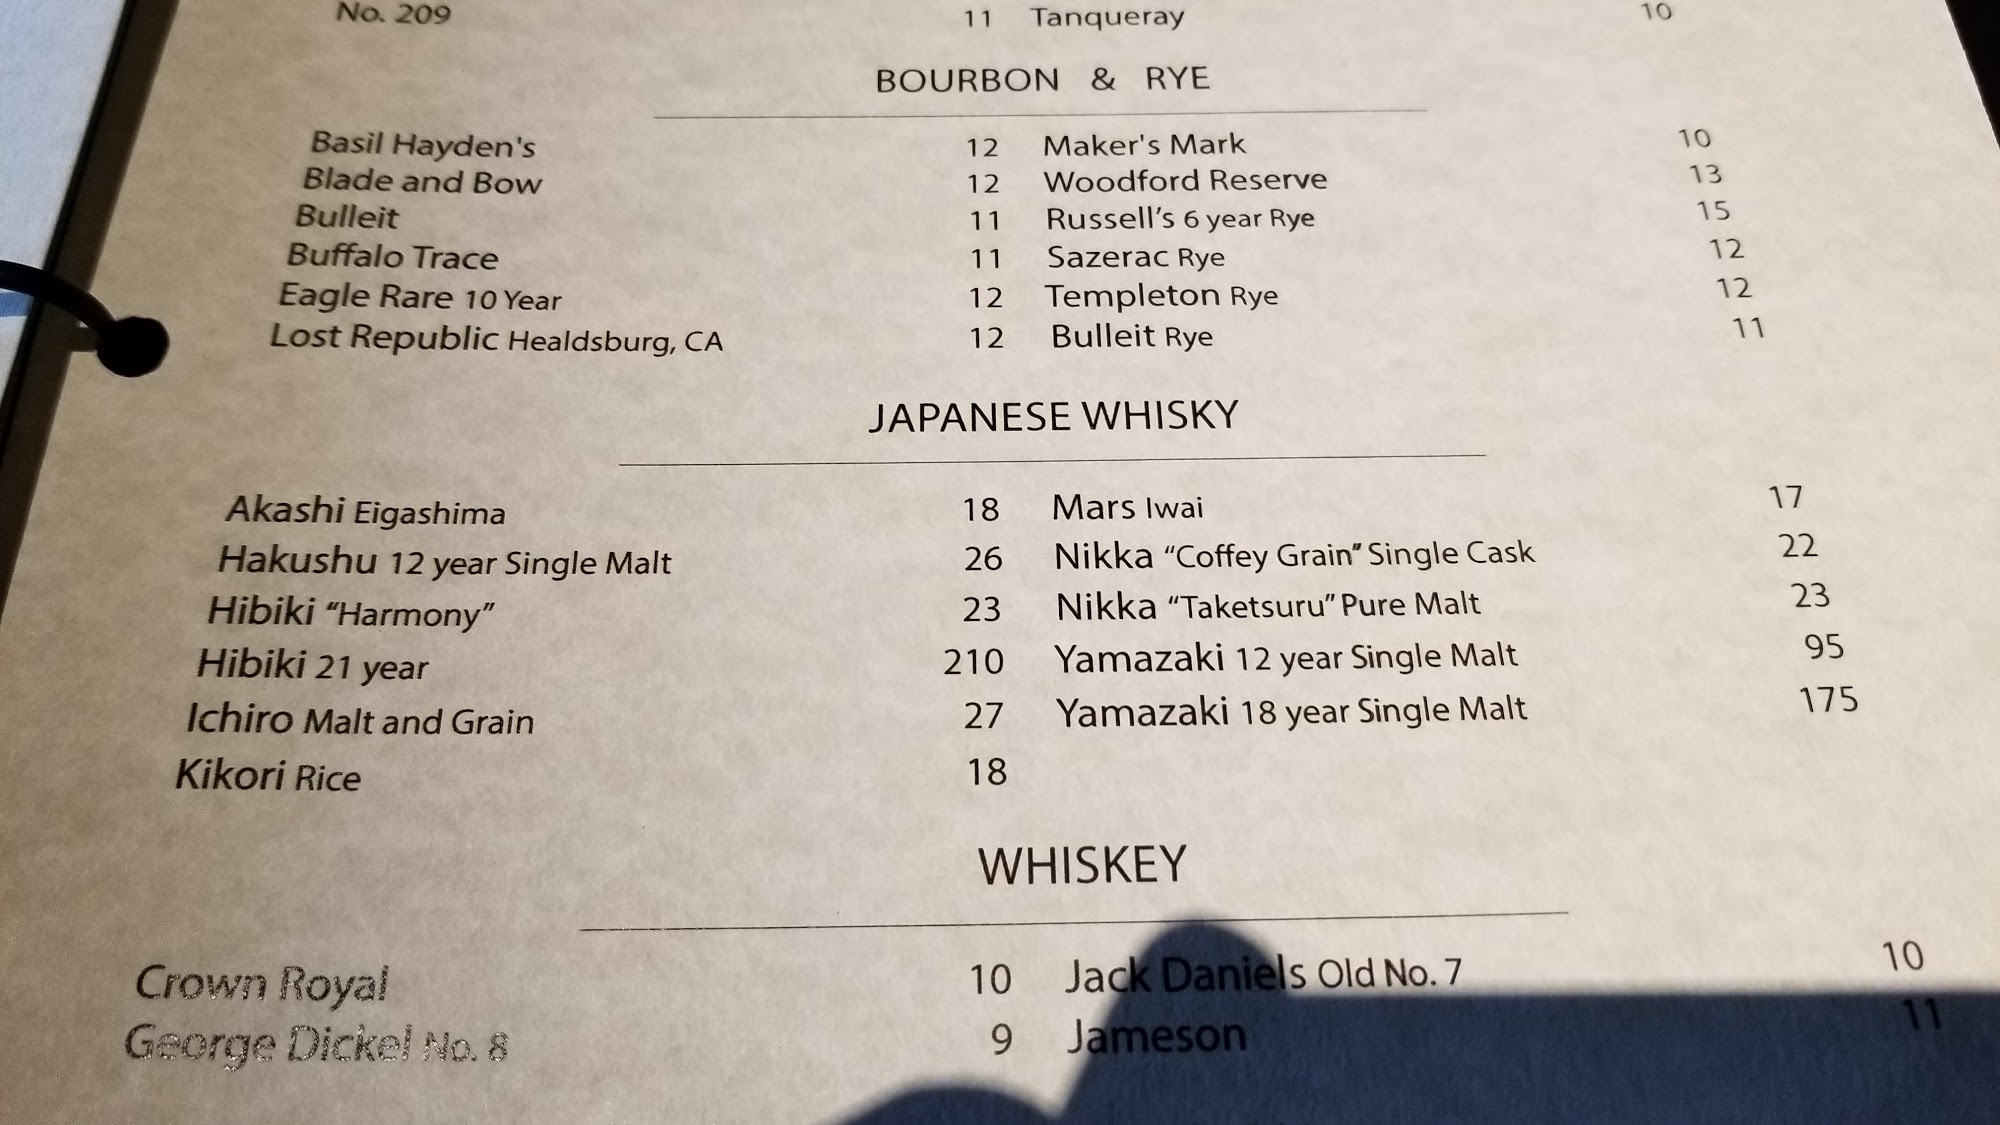 No. 209 11 Tanqueray 10
BOURBON & RYE
Basil Hayden's 12 Maker's Mark 10
Blade and Bow 12 Woodford Reserve 13
Bulleit 11 Russell's 6 year Rye 15
Buffalo Trace 11 Sazerac Rye 12
Eagle Rare 10 Year 12 Templeton Rye 12
Lost Republic Healdsburg, CA 12 Bulleit Rye 11
JAPANESE WHISKY
Akashi Eigashima 18 Mars Iwai 17
Hakushu 12 year Single Malt 26 Nikka “Coffey Grain” Single Cask 22
Hibiki “Harmony” 23 Nikka “Taketsuru” Pure Malt 23
Hibiki 21 year 210 Yamazaki 12 year Single Malt 95
Ichiro Malt and Grain 27 Yamazaki 18 year Single Malt 175
Kikori Rice 18
WHISKEY
Crown Royal 10 Jack Daniels Old No. 7 10
George Dickel No. 8 9 Jameson 11